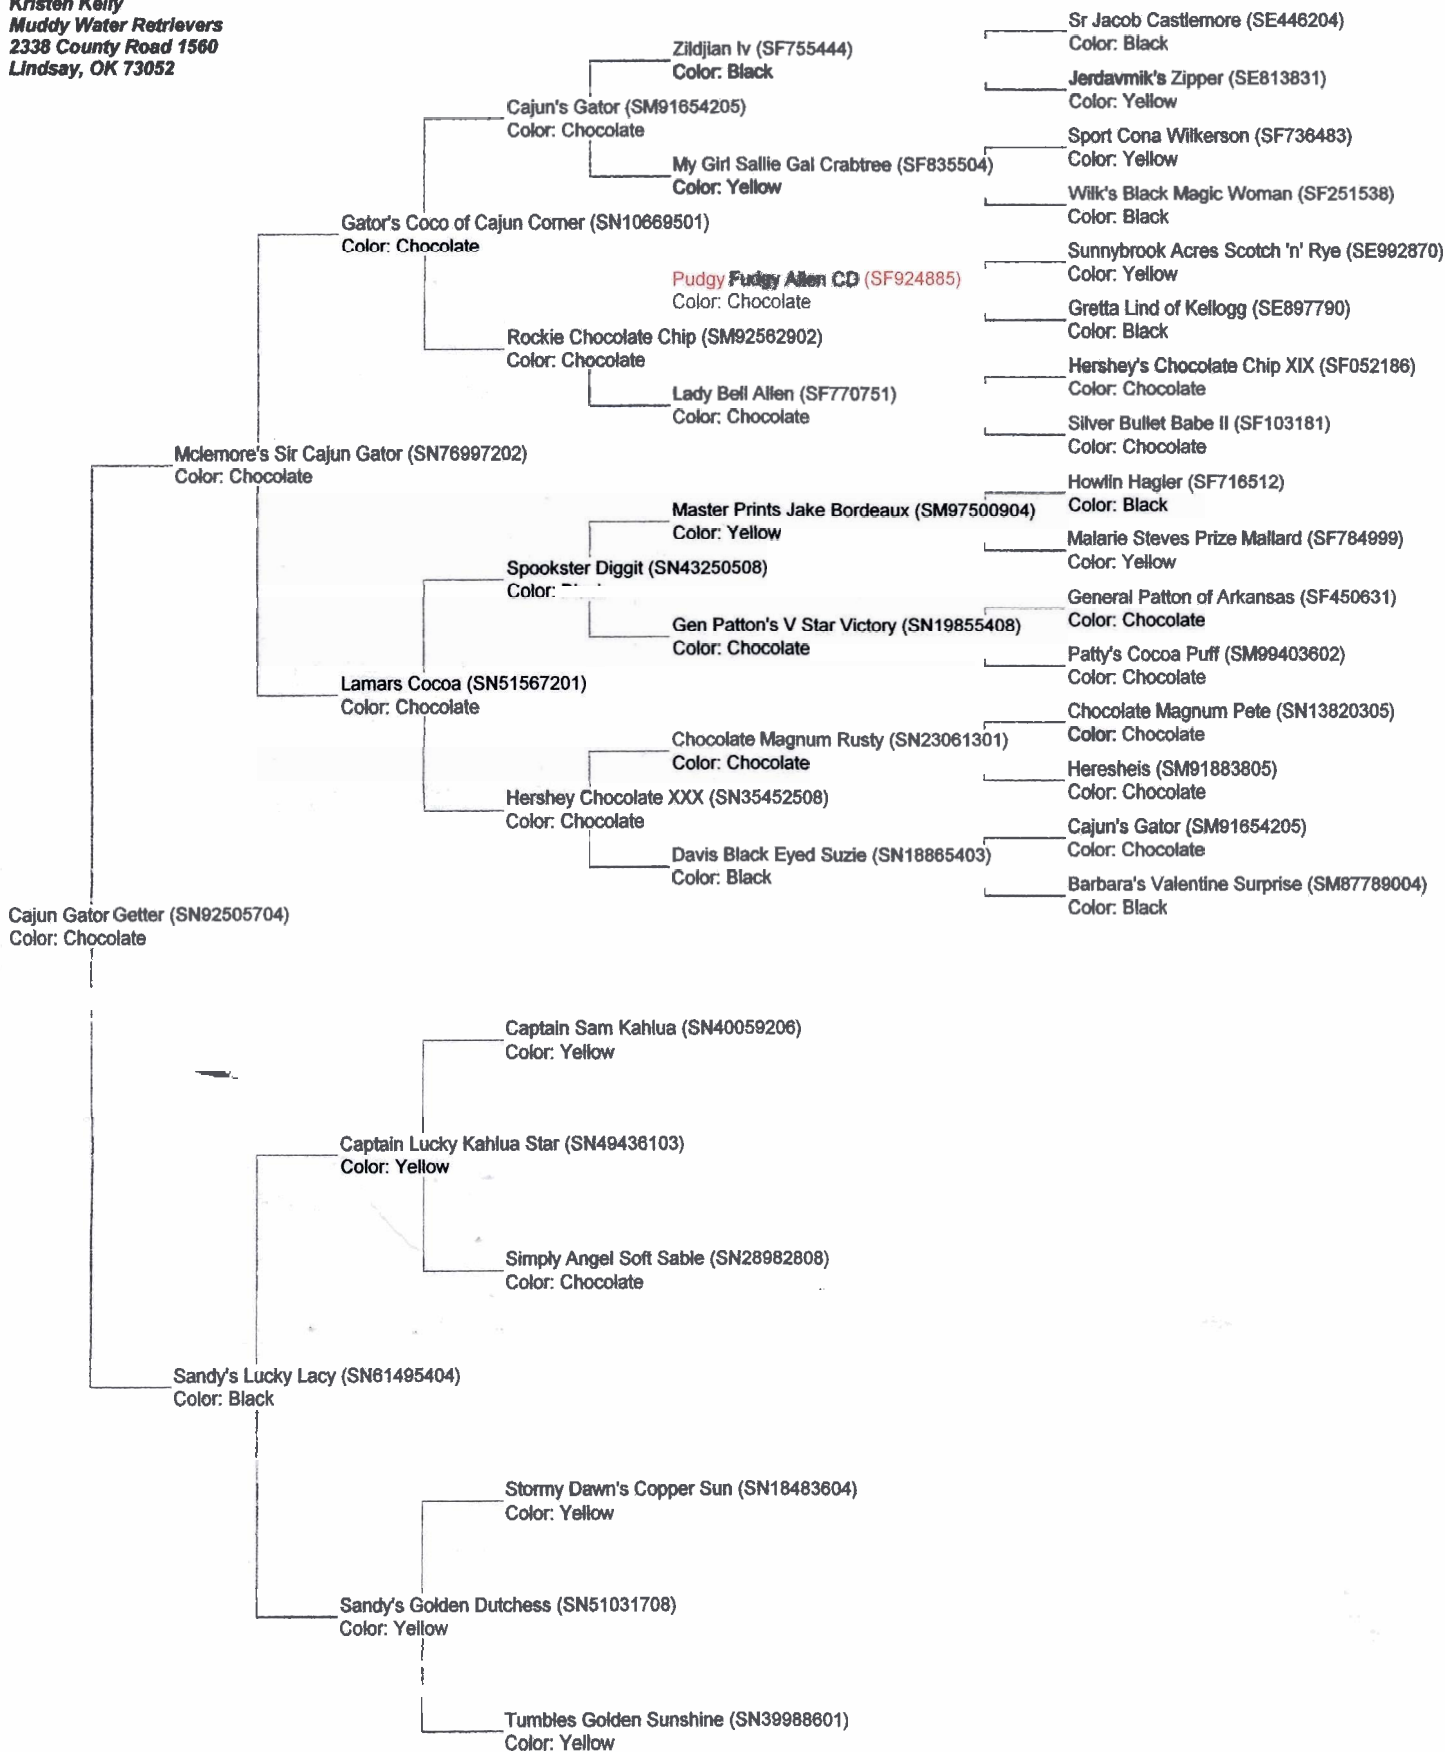 Kristen Kelly
Muddy Water Retrievers
2338 County Road 1560
Lindsay, OK 73052
Sr Jacob Castlemore (SE446204)
Color: Black
Zildjian Iv (SF755444)
Color: Black
Jerdavmik's Zipper (SE813831)
Color: Yellow
Cajun's Gator (SM91654205)
Color: Chocolate
Sport Cona Wilkerson (SF736483)
Color: Yellow
My Girl Sallie Gal Crabtree (SF835504)
Color: Yellow
Wilk's Black Magic Woman (SF251538)
Color: Black
Gator's Coco of Cajun Corner (SN10669501)
Color: Chocolate
Sunnybrook Acres Scotch 'n' Rye (SE992870)
Color: Yellow
Pudgy Fudgy Allen CD (SF924885)
Color: Chocolate
Gretta Lind of Kellogg (SE897790)
Color: Black
Rockie Chocolate Chip (SM92562902)
Color: Chocolate
Hershey's Chocolate Chip XIX (SF052186)
Color: Chocolate
Lady Bell Allen (SF770751)
Color: Chocolate
Silver Bullet Babe II (SF103181)
Color: Chocolate
Mclemore's Sir Cajun Gator (SN76997202)
Color: Chocolate
Howlin Hagler (SF716512)
Color: Black
Master Prints Jake Bordeaux (SM97500904)
Color: Yellow
Malarie Steves Prize Mallard (SF784999)
Color: Yellow
Spookster Diggit (SN43250508)
Color:
General Patton of Arkansas (SF450631)
Color: Chocolate
Gen Patton's V Star Victory (SN19855408)
Color: Chocolate
Patty's Cocoa Puff (SM99403602)
Color: Chocolate
Lamars Cocoa (SN51567201)
Color: Chocolate
Chocolate Magnum Pete (SN13820305)
Color: Chocolate
Chocolate Magnum Rusty (SN23061301)
Color: Chocolate
Heresheis (SM91883805)
Color: Chocolate
Hershey Chocolate XXX (SN35452508)
Color: Chocolate
Cajun's Gator (SM91654205)
Color: Chocolate
Davis Black Eyed Suzie (SN18865403)
Color: Black
Barbara's Valentine Surprise (SM87789004)
Color: Black
Cajun Gator Getter (SN92505704)
Color: Chocolate
Captain Sam Kahlua (SN40059206)
Color: Yellow
Captain Lucky Kahlua Star (SN49436103)
Color: Yellow
Simply Angel Soft Sable (SN28982808)
Color: Chocolate
Sandy's Lucky Lacy (SN61495404)
Color: Black
Stormy Dawn's Copper Sun (SN18483604)
Color: Yellow
Sandy's Golden Dutchess (SN51031708)
Color: Yellow
Tumbles Golden Sunshine (SN39988601)
Color: Yellow